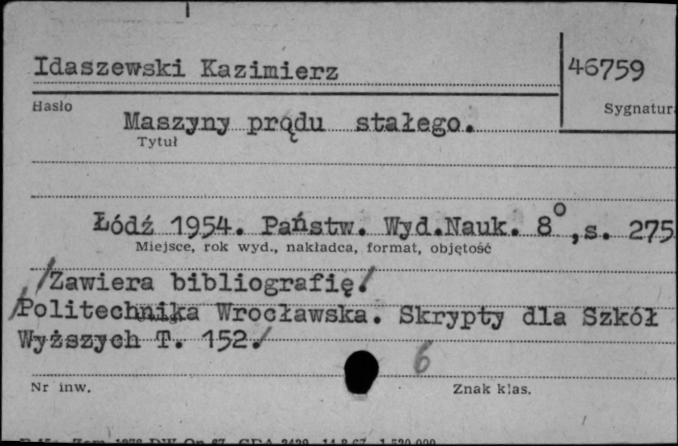 Idaszewski Kazimierz
46759
Hasło
Sygnatura
Maszyny prądu stałego.
Tytuł
Łódź 1954. Państw. Wyd.Nauk. 8°,s. 275
Miejsce, rok wyd., nakładca, format, objętość
/Zawiera bibliografię/
/Politechnika Wrocławska. Skrypty dla Szkół
Wyższych T. 152/
6
Nr inw.
Znak klas.